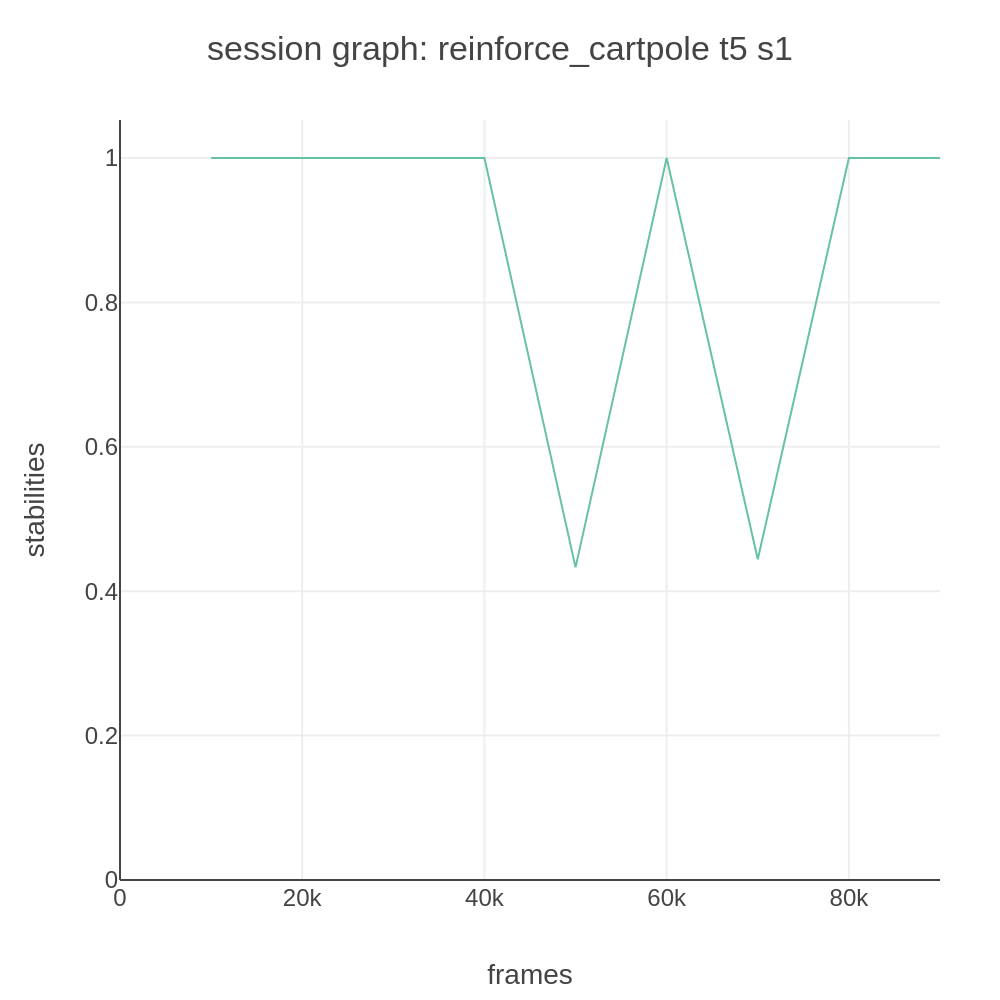 session graph: reinforce_cartpole t5 s1
1
0.8
0.6
0.4
0.2
0
stabilities
0 20k 40k 60k 80k
frames